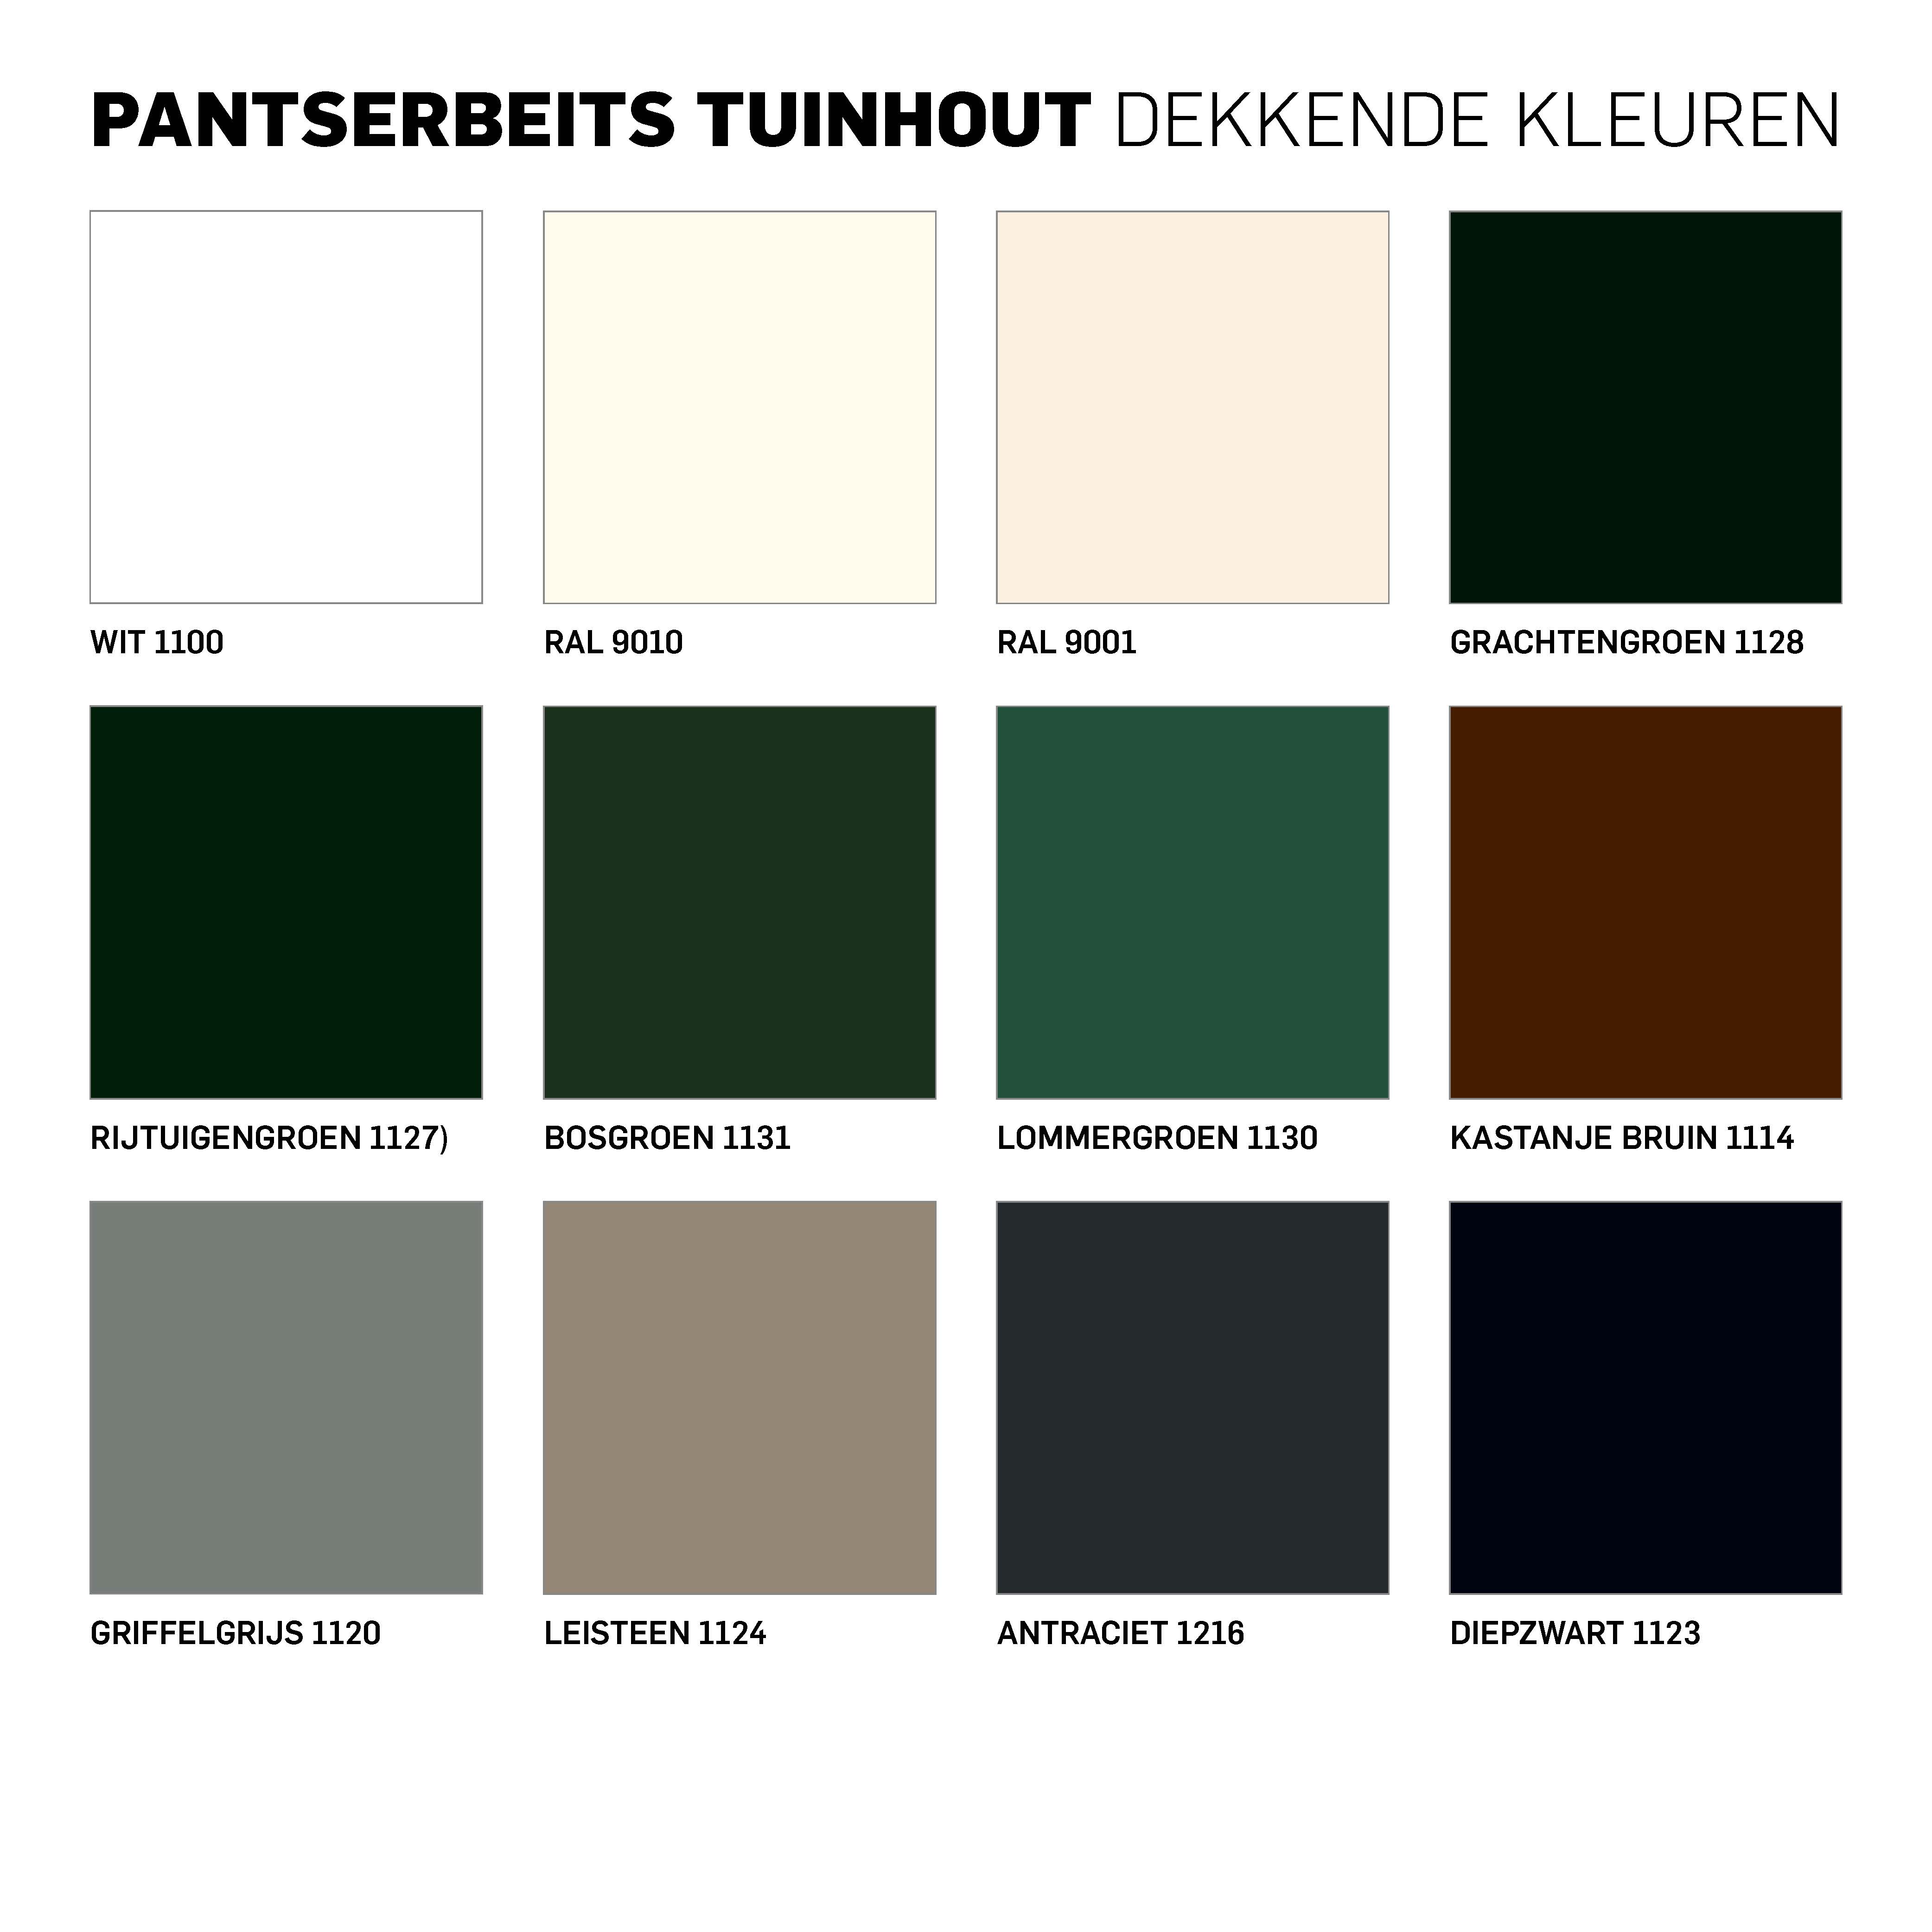 PANTSERBEITS TUINHOUT DEKKENDE KLEUREN
WIT 1100
RAL 9010
RAL 9001
GRACHTENGROEN 1128
RIJTUIGENGROEN 1127)
BOSGROEN 1131
LOMMERGROEN 1130
KASTANJE BRUIN 1114
GRIFFELGRIJS 1120
LEISTEEN 1124
ANTRACIET 1216
DIEPZWART 1123